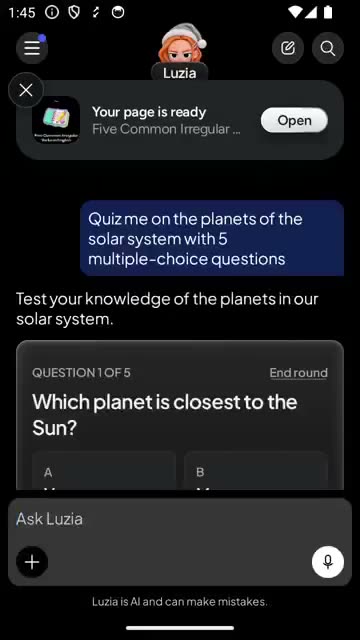 1:45
Luzia
Your page is ready
Five Common Irregular ...
Open
Quiz me on the planets of the
solar system with 5
multiple-choice questions
Test your knowledge of the planets in our
solar system.
QUESTION 1 OF 5
End round
Which planet is closest to the
Sun?
A
B
Ask Luzia
Luzia is AI and can make mistakes.